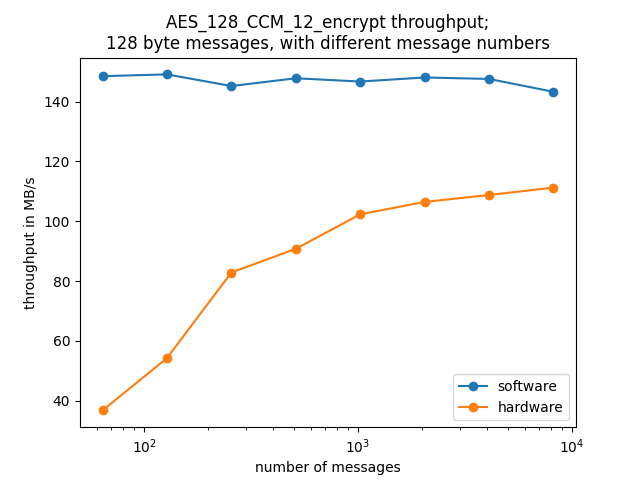 AES_128_CCM_12_encrypt throughput;
128 byte messages, with different message numbers
throughput in MB/s
140
120
100
80
60
40
software
hardware
10²
10³
10⁴
number of messages